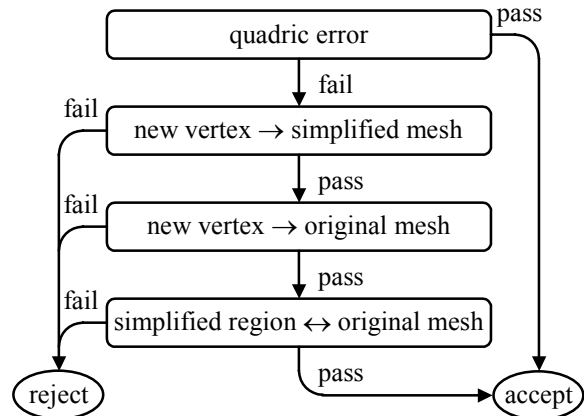 quadric error
pass
fail
fail
new vertex → simplified mesh
pass
fail
new vertex → original mesh
pass
fail
simplified region ↔ original mesh
pass
reject
accept